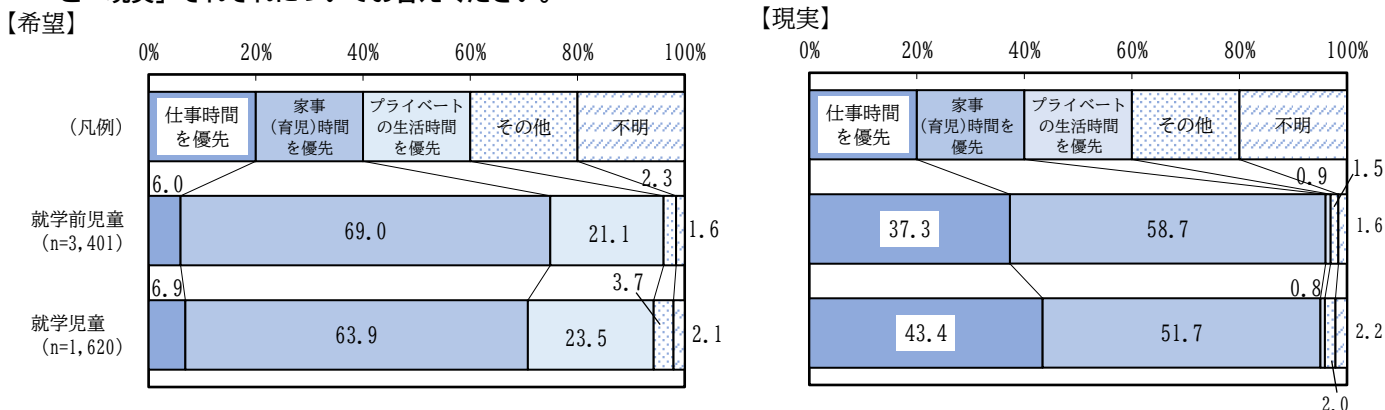 【希望】
0% 20% 40% 60% 80% 100%
(凡例)
仕事時間
を優先
家事
(育児)時間
を優先
プライベート
の生活時間
を優先
その他
不明
6.0
2.3
就学前児童
(n=3,401)
69.0
21.1
1.6
6.9
3.7
就学児童
(n=1,620)
63.9
23.5
2.1
【現実】
0% 20% 40% 60% 80% 100%
仕事時間
を優先
家事
(育児)時間を
優先
プライベート
の生活時間
を優先
その他
不明
0.9
1.5
37.3
58.7
1.6
0.8
43.4
51.7
2.2
2.0